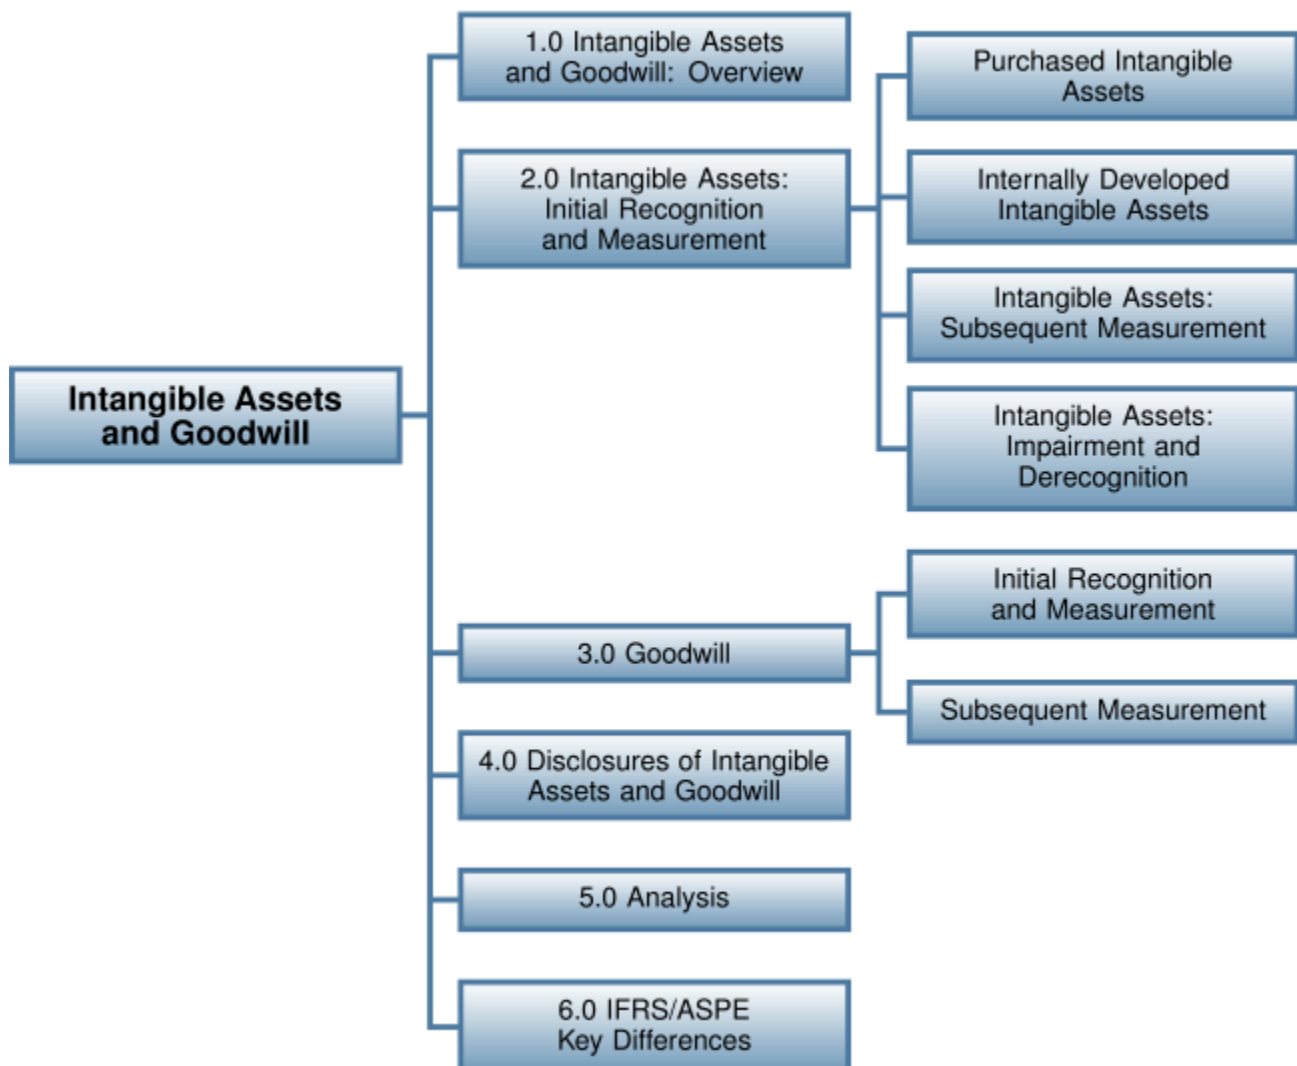 Intangible Assets
and Goodwill
1.0 Intangible Assets
and Goodwill: Overview
2.0 Intangible Assets:
Initial Recognition
and Measurement
Purchased Intangible
Assets
Internally Developed
Intangible Assets
Intangible Assets:
Subsequent Measurement
Intangible Assets:
Impairment and
Derecognition
3.0 Goodwill
Initial Recognition
and Measurement
Subsequent Measurement
4.0 Disclosures of Intangible
Assets and Goodwill
5.0 Analysis
6.0 IFRS/ASPE
Key Differences